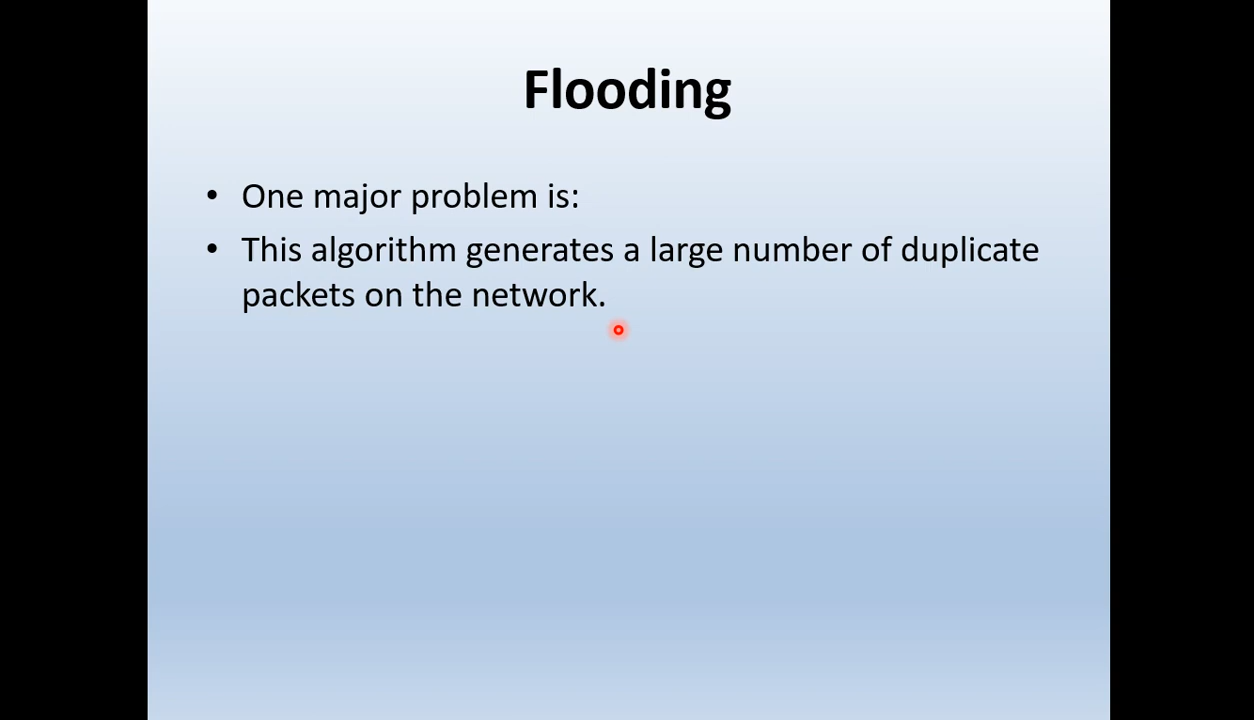 Flooding
• One major problem is:
• This algorithm generates a large number of duplicate
packets on the network.